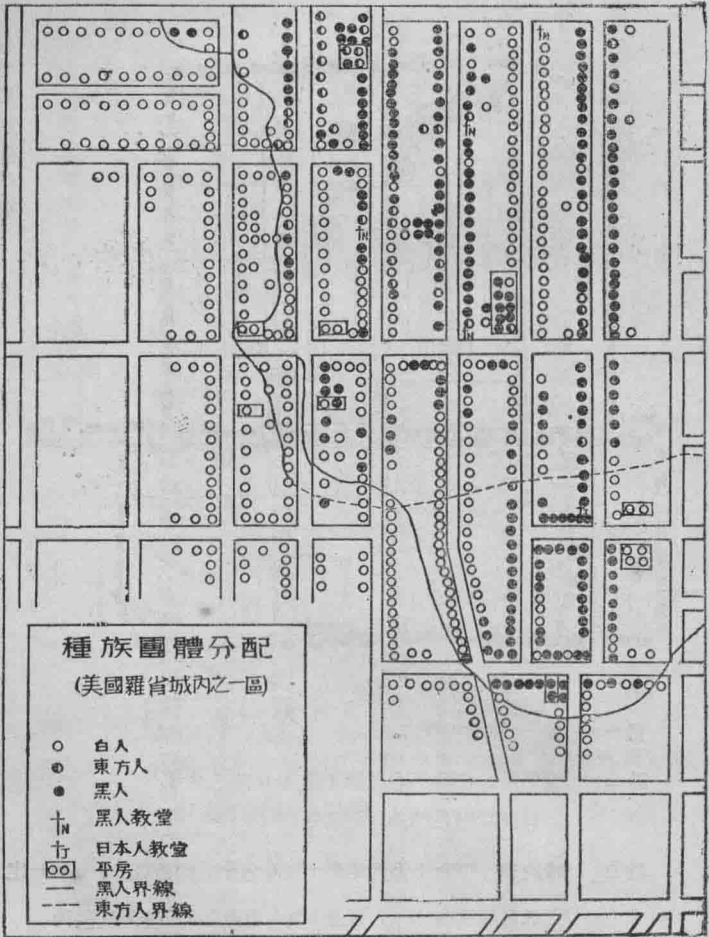 †N
†N
†N
†N
†J
種族團體分配
(美國羅省城內之一區)
○ 白人
◐ 東方人
● 黑人
†N 黑人教堂
†J 日本人教堂
平房
— 黑人界線
--- 東方人界線